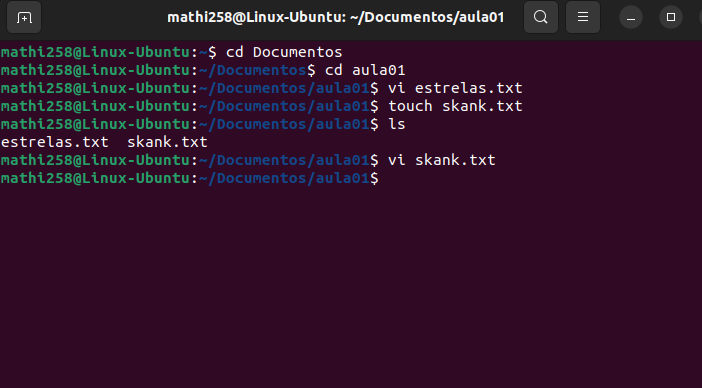 mathi258@Linux-Ubuntu: ~/Documentos/aula01
mathi258@Linux-Ubuntu:~$ cd Documentos
mathi258@Linux-Ubuntu:~/Documentos$ cd aula01
mathi258@Linux-Ubuntu:~/Documentos/aula01$ vi estrelas.txt
mathi258@Linux-Ubuntu:~/Documentos/aula01$ touch skank.txt
mathi258@Linux-Ubuntu:~/Documentos/aula01$ ls
estrelas.txt  skank.txt
mathi258@Linux-Ubuntu:~/Documentos/aula01$ vi skank.txt
mathi258@Linux-Ubuntu:~/Documentos/aula01$